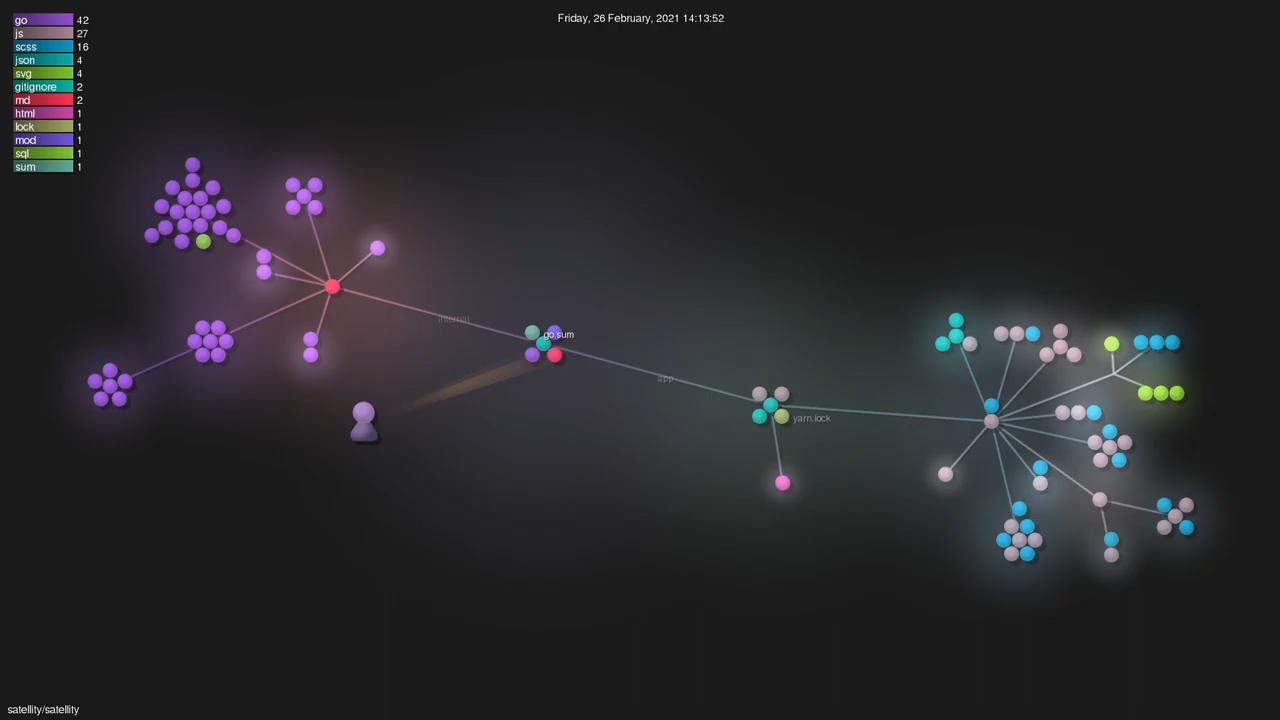 Friday, 26 February, 2021 14:13:52
go 42
js 27
scss 16
json 4
svg 4
gitignore 2
md 2
html 1
lock 1
mod 1
sql 1
sum 1
internal
go.sum
app
yarn.lock
satellity/satellity